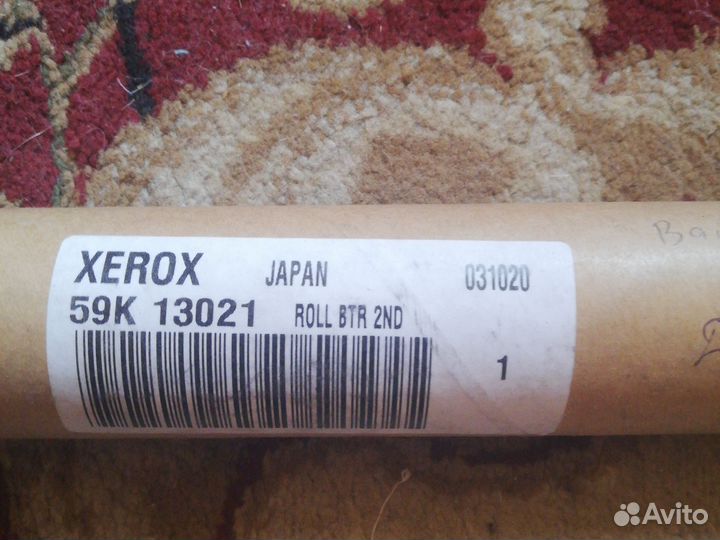 XEROX JAPAN 031020
59K 13021 ROLL BTR 2ND
1
Avito